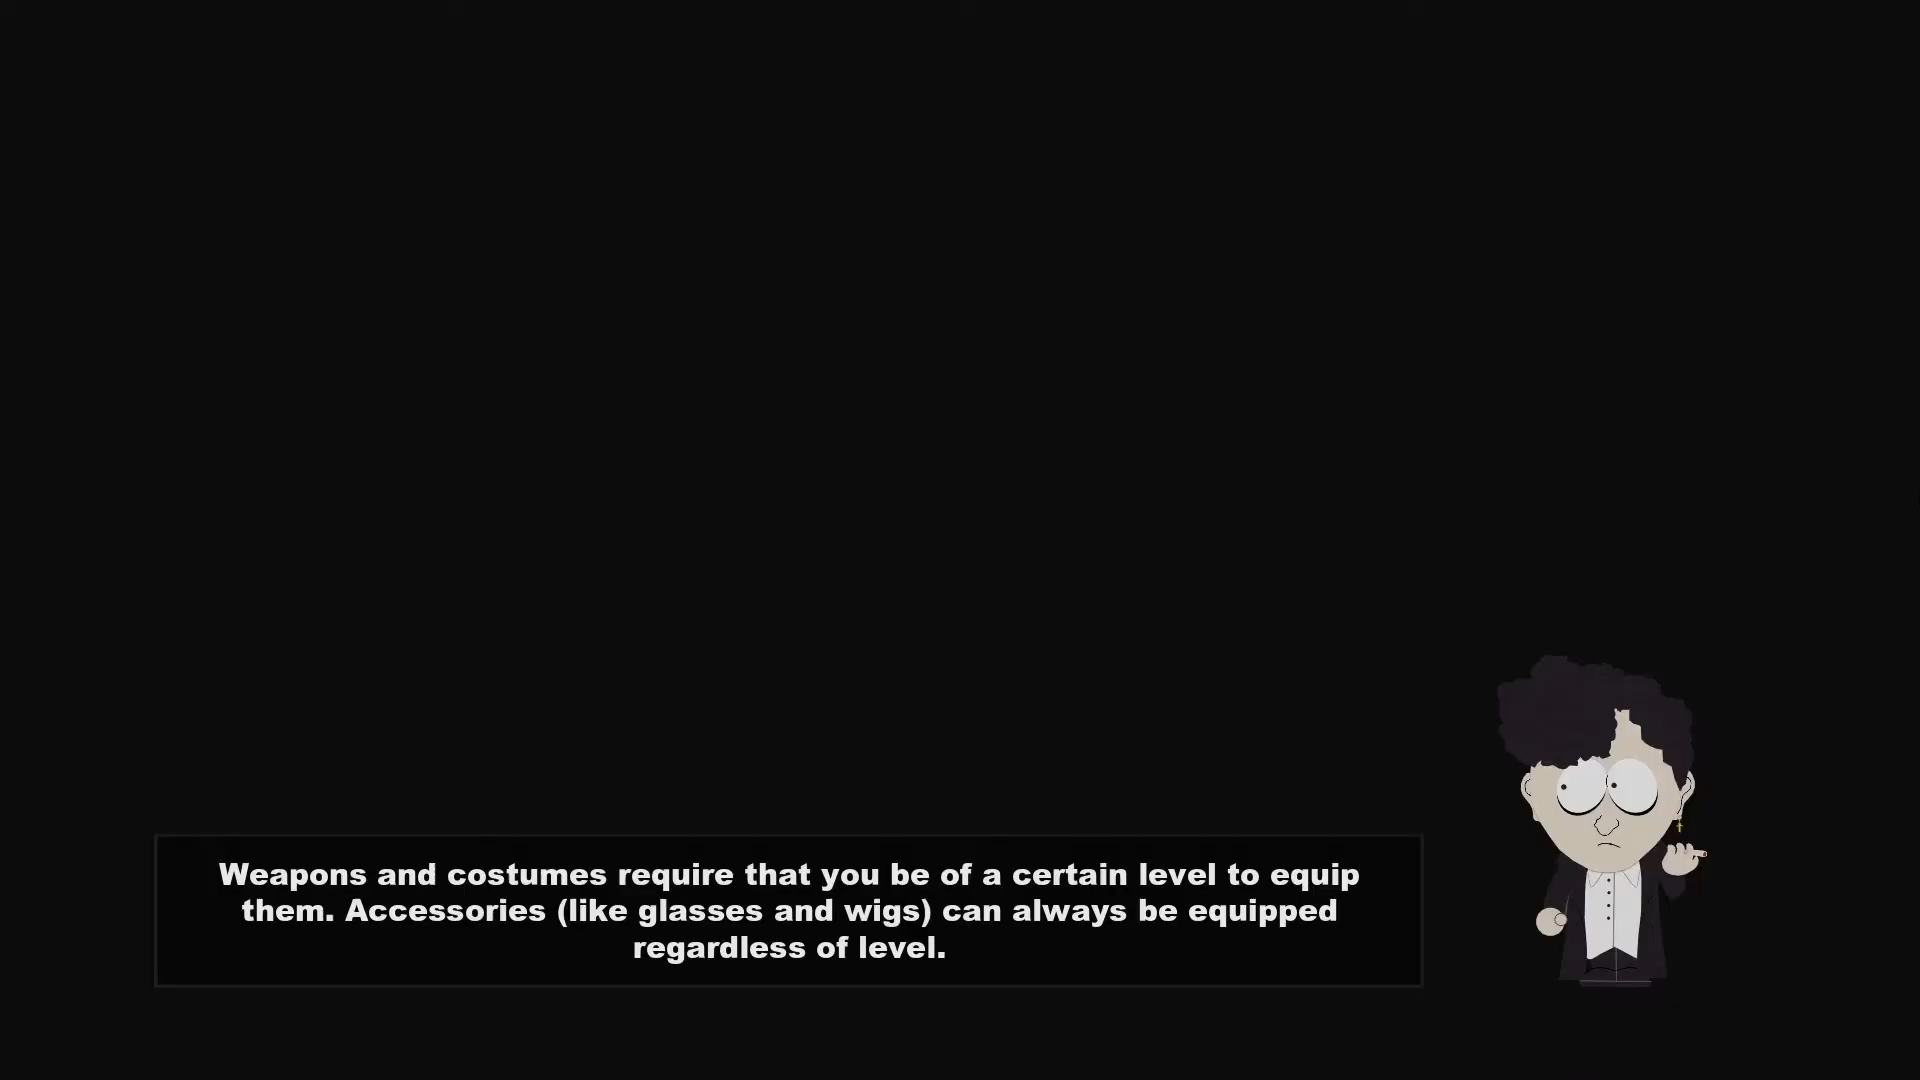 Weapons and costumes require that you be of a certain level to equip
them. Accessories (like glasses and wigs) can always be equipped
regardless of level.